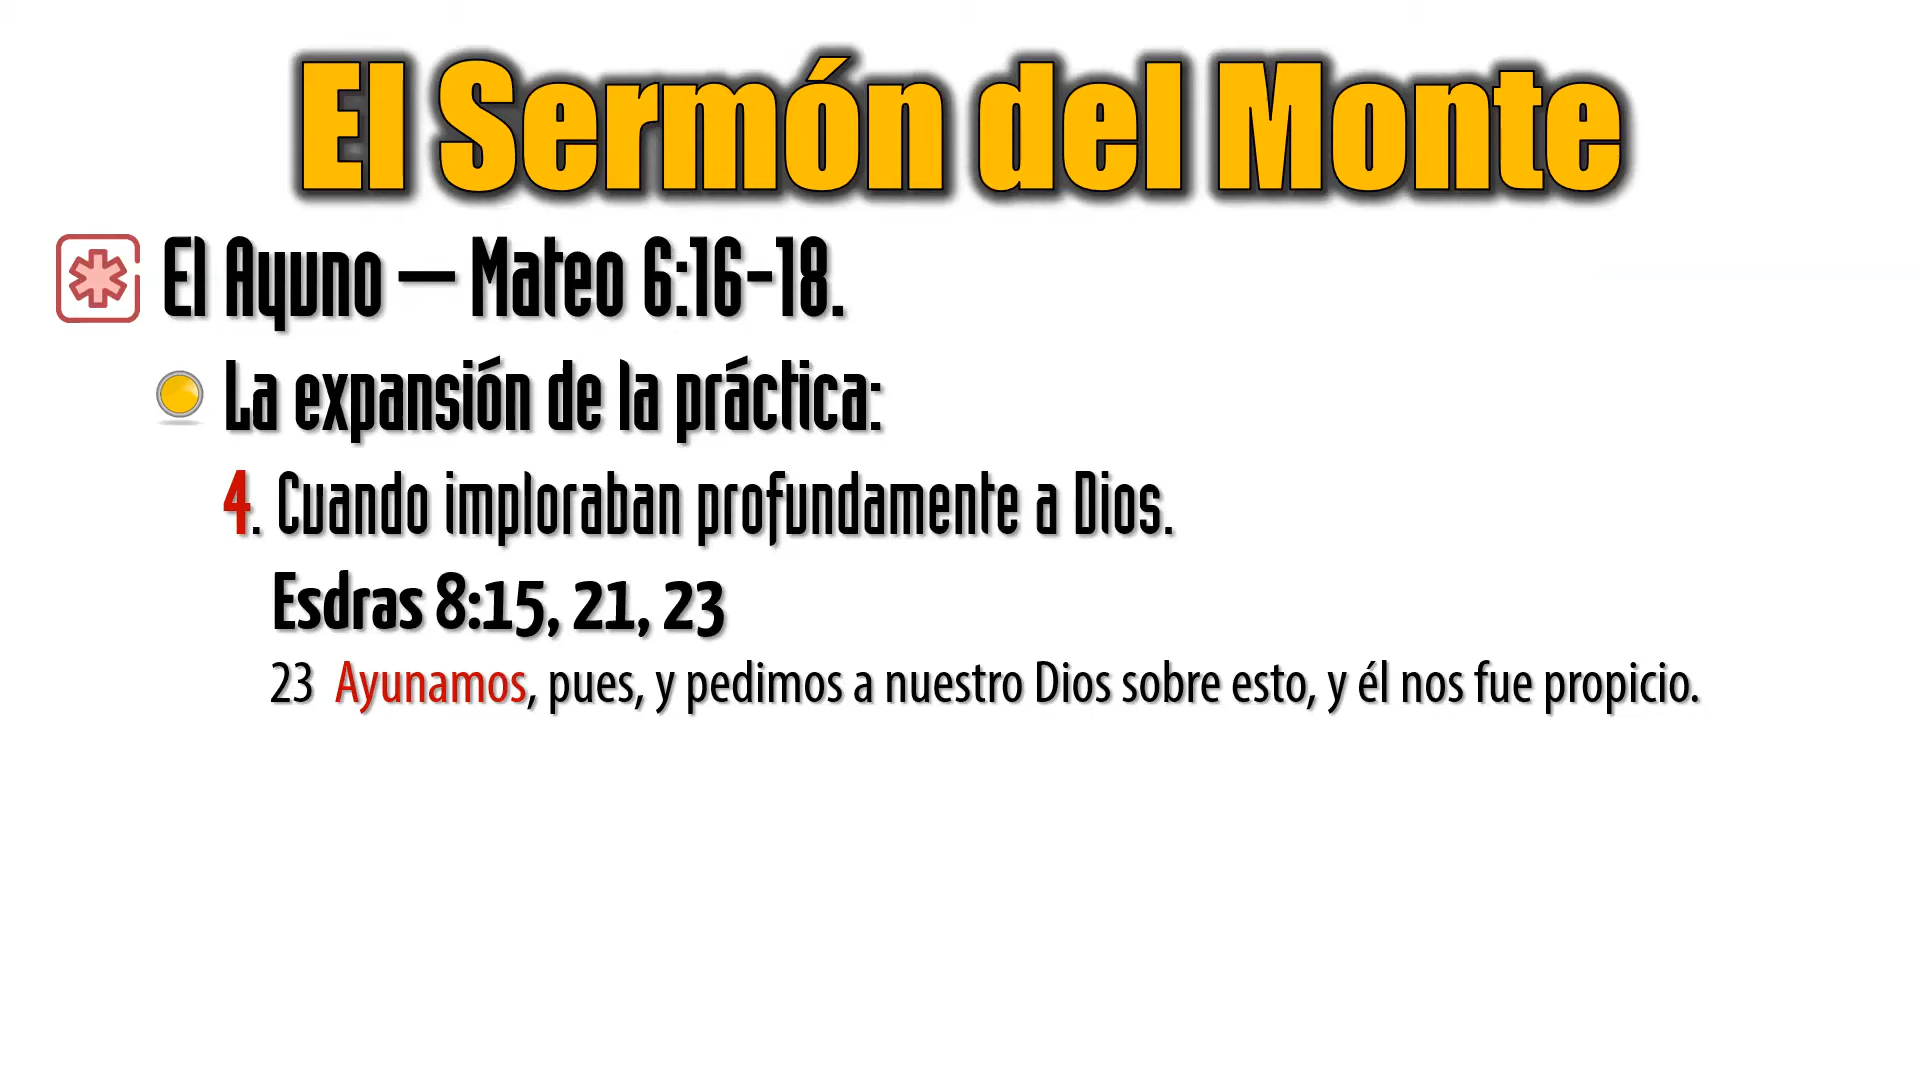 El Sermón del Monte
El Ayuno – Mateo 6:16-18.
La expansión de la práctica:
4. Cuando imploraban profundamente a Dios.
Esdras 8:15, 21, 23
23 Ayunamos, pues, y pedimos a nuestro Dios sobre esto, y él nos fue propicio.